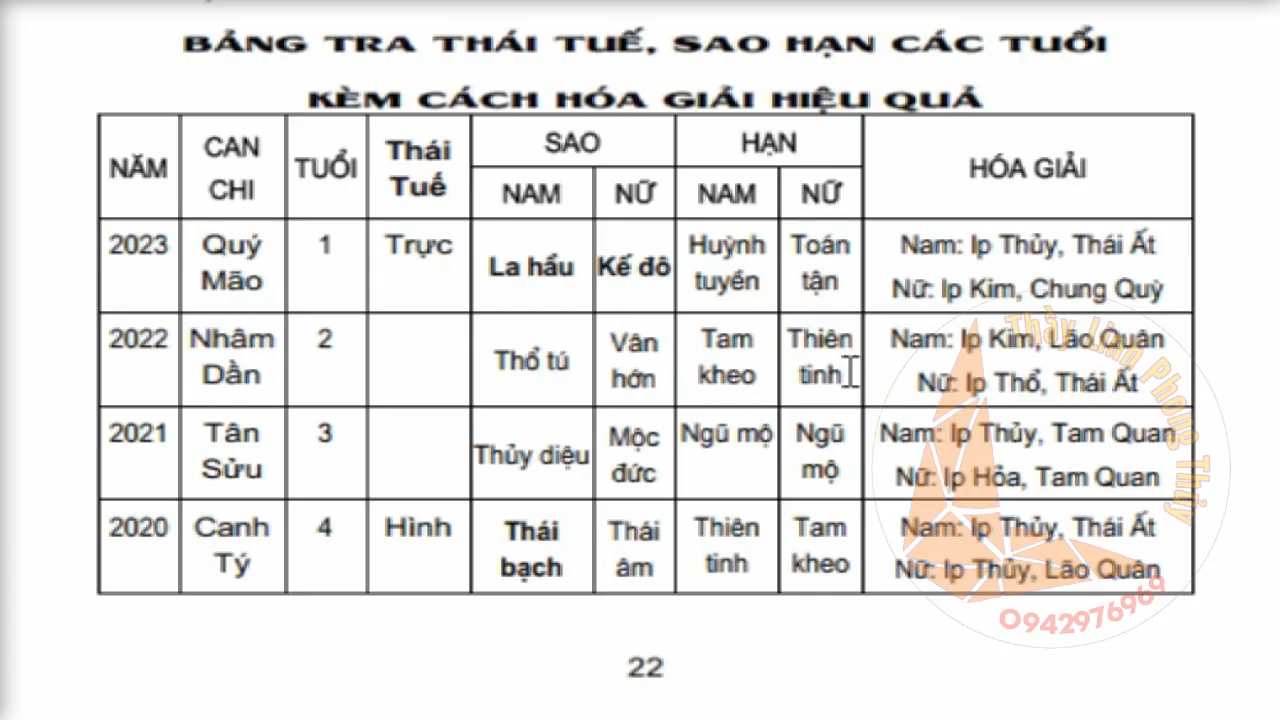 BẢNG TRA THÁI TUẾ, SAO HẠN CÁC TUỔI
KÈM CÁCH HÓA GIẢI HIỆU QUẢ
NĂM CAN CHI TUỔI Thái Tuế SAO HẠN HÓA GIẢI
NAM NỮ NAM NỮ
2023 Quý Mão 1 Trực La hầu Kế đô Huỳnh tuyền Toán tận Nam: Ip Thủy, Thái Ất
Nữ: Ip Kim, Chung Quỳ
2022 Nhâm Dần 2 Thổ tú Vân hớn Tam kheo Thiên tinh Nam: Ip Kim, Lão Quân
Nữ: Ip Thổ, Thái Ất
2021 Tân Sửu 3 Thủy diệu Mộc đức Ngũ mộ Ngũ mộ Nam: Ip Thủy, Tam Quan
Nữ: Ip Hỏa, Tam Quan
2020 Canh Tý 4 Hình Thái bạch Thái âm Thiên tinh Tam kheo Nam: Ip Thủy, Thái Ất
Nữ: Ip Thủy, Lão Quân
Thủy Linh Phong Thủy
0942976969
22